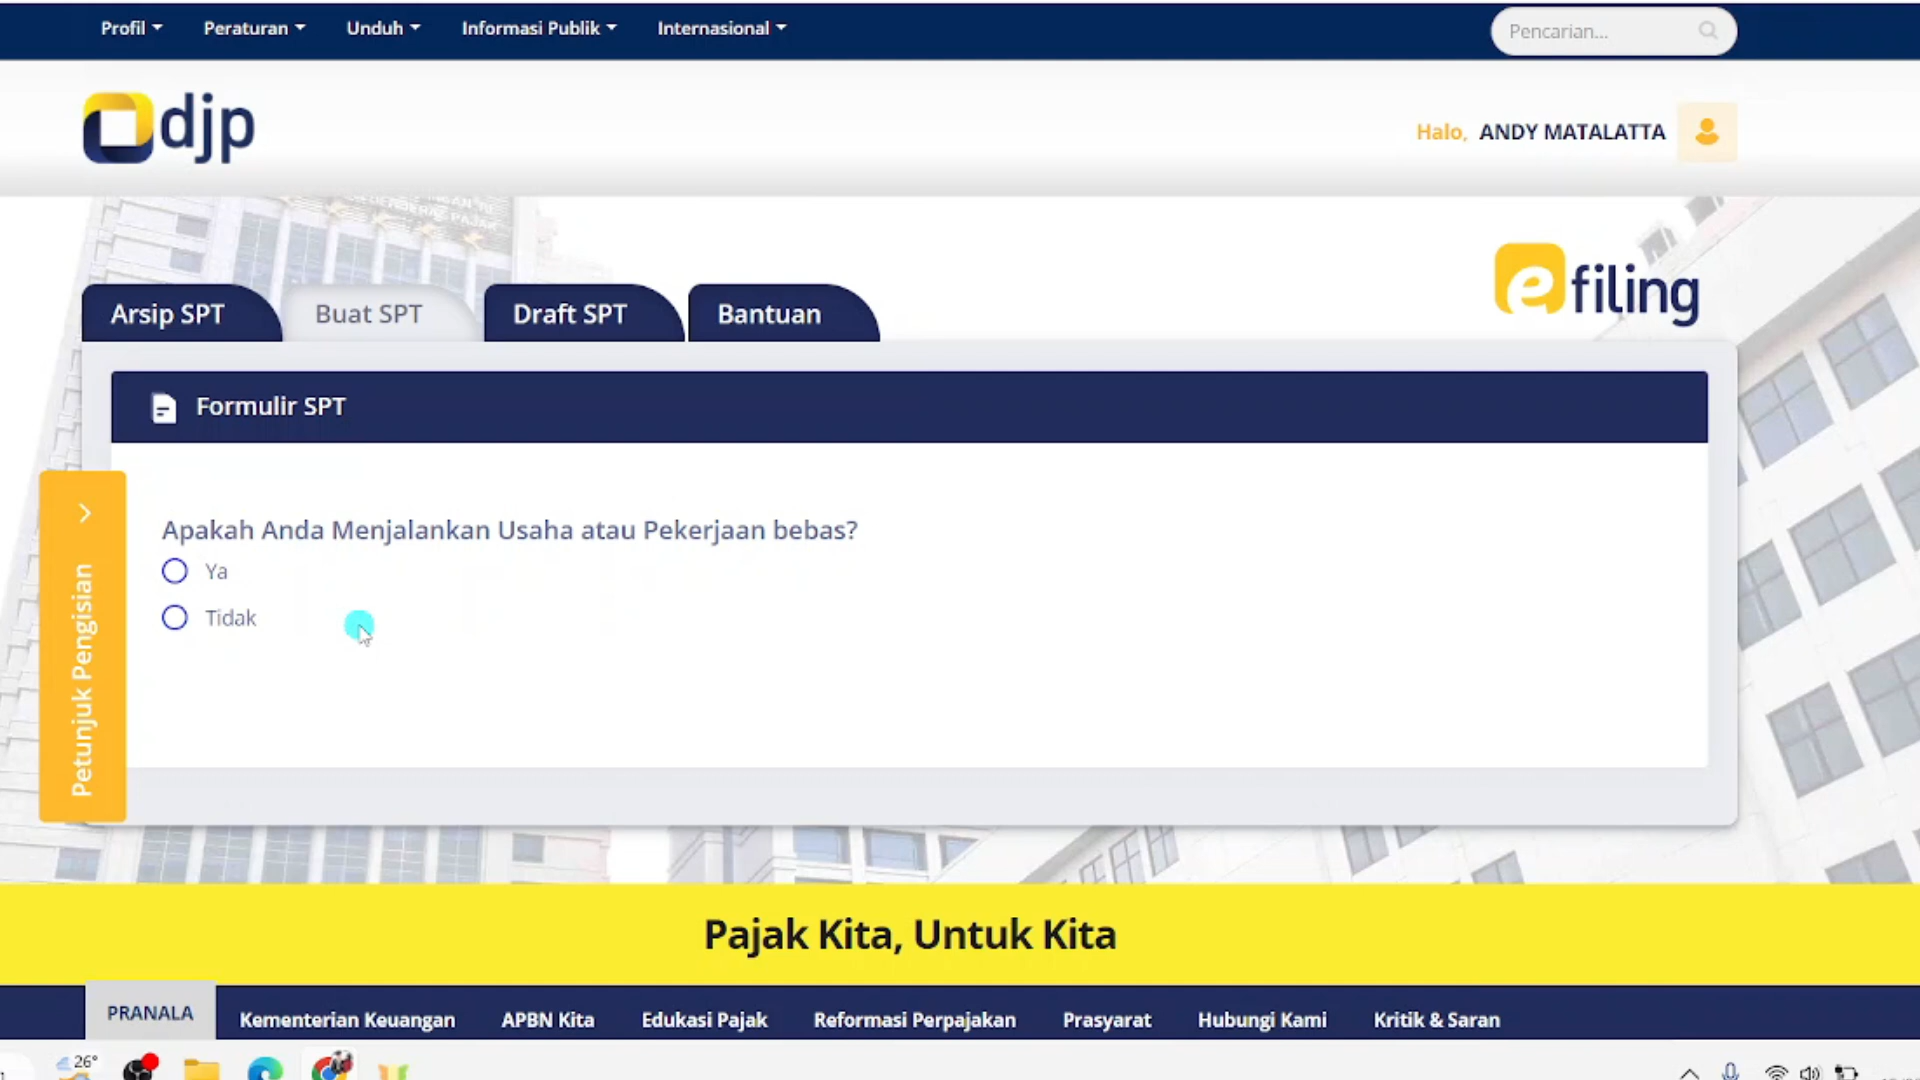 Profil Peraturan Unduh Informasi Publik Internasional Pencarian...
djp
Halo, ANDY MATALATTA
e filing
Arsip SPT Buat SPT Draft SPT Bantuan
Formulir SPT
Petunjuk Pengisian
Apakah Anda Menjalankan Usaha atau Pekerjaan bebas?
Ya
Tidak
Pajak Kita, Untuk Kita
PRANALA Kementerian Keuangan APBN Kita Edukasi Pajak Reformasi Perpajakan Prasyarat Hubungi Kami Kritik & Saran
26°